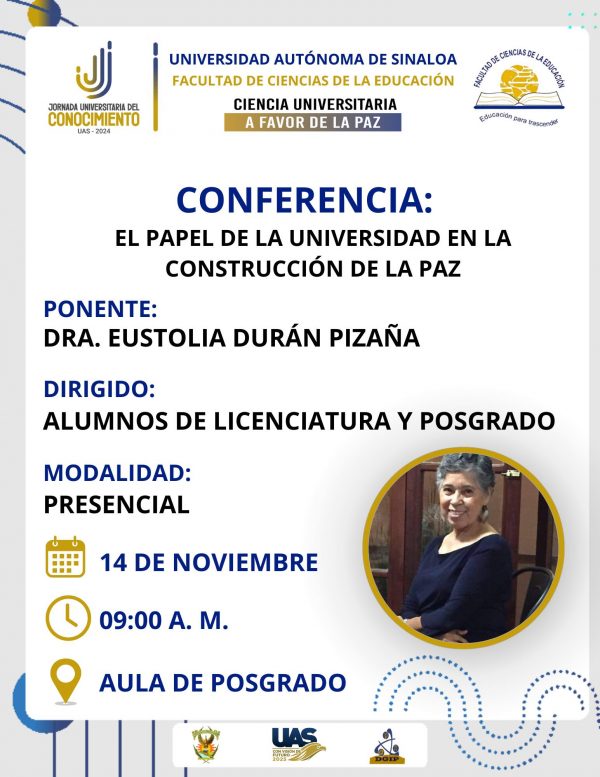 JORNADA UNIVERSITARIA DEL
CONOCIMIENTO
UAS - 2024
UNIVERSIDAD AUTÓNOMA DE SINALOA
FACULTAD DE CIENCIAS DE LA EDUCACIÓN
CIENCIA UNIVERSITARIA
A FAVOR DE LA PAZ
FACULTAD DE CIENCIAS DE LA EDUCACIÓN
Educación para trascender
CONFERENCIA:
EL PAPEL DE LA UNIVERSIDAD EN LA
CONSTRUCCIÓN DE LA PAZ
PONENTE:
DRA. EUSTOLIA DURÁN PIZAÑA
DIRIGIDO:
ALUMNOS DE LICENCIATURA Y POSGRADO
MODALIDAD:
PRESENCIAL
14 DE NOVIEMBRE
09:00 A. M.
AULA DE POSGRADO
UAS
CON VISIÓN DE
FUTURO
2025
DGIP